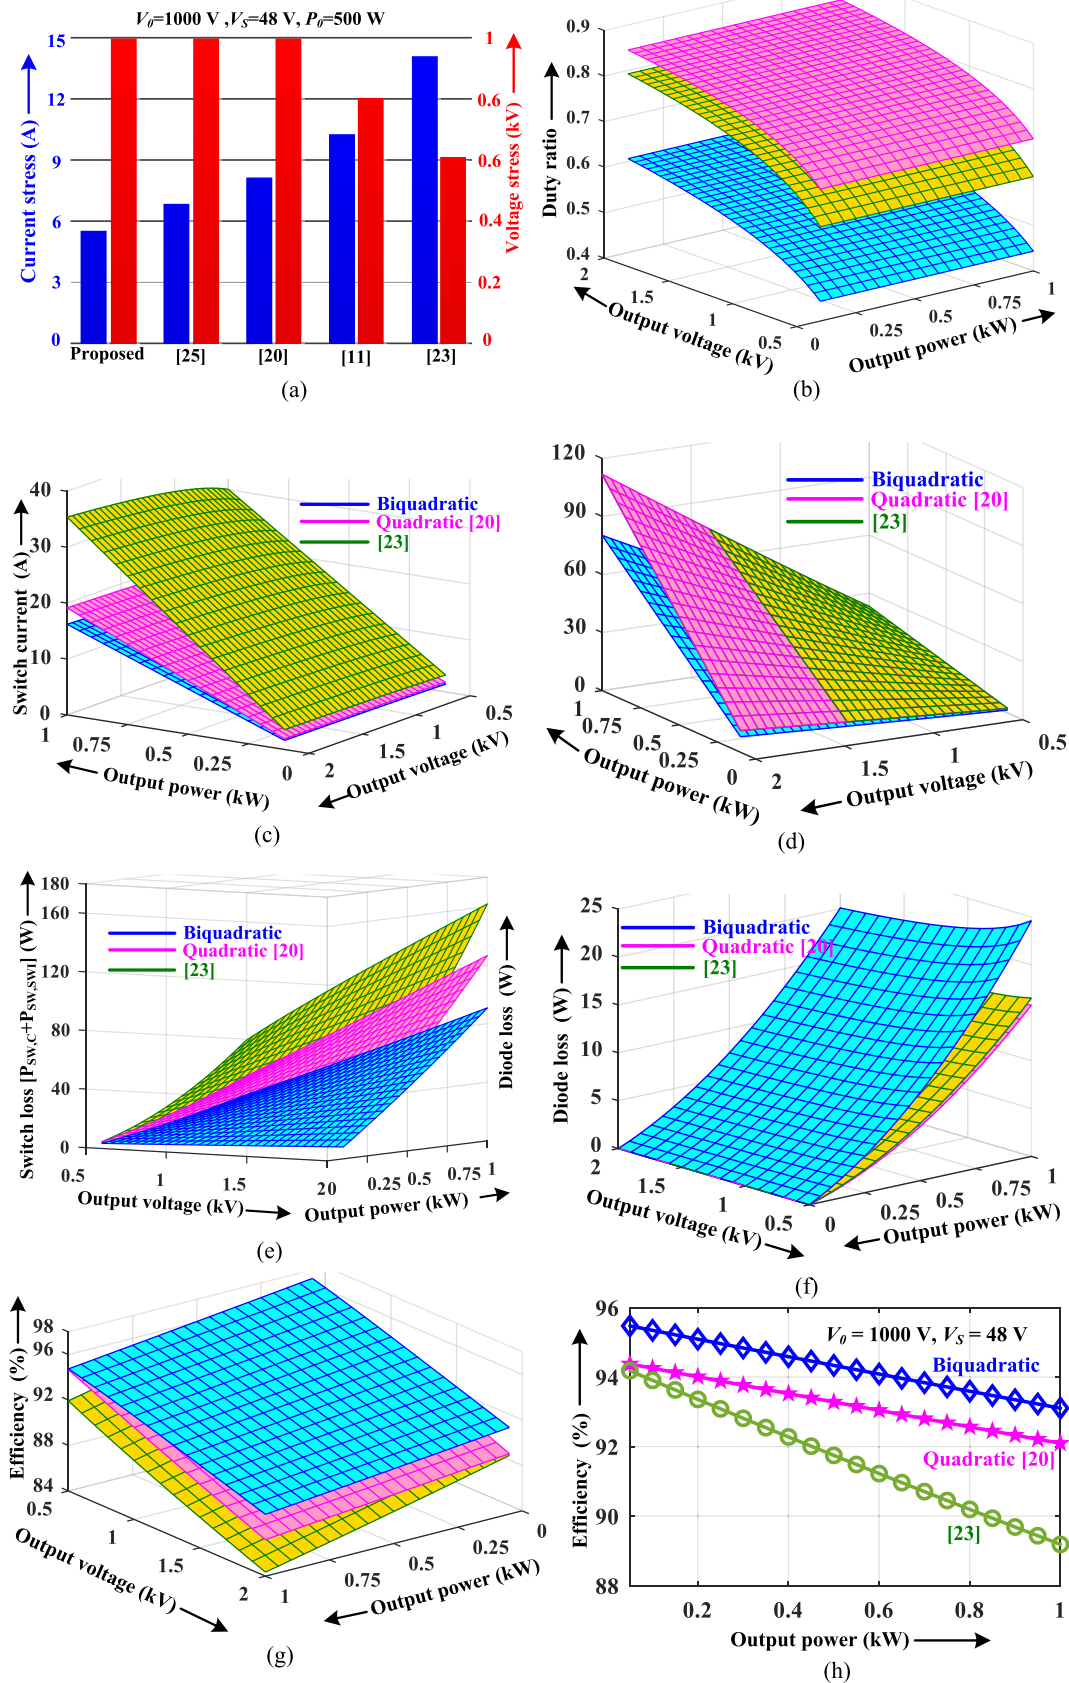 V0=1000 V ,VS=48 V, P0=500 W
15
12
9
6
3
0
Current stress (A)
1
0.6
0.6
0.4
0.2
0
Voltage stress (kV)
Proposed
[25]
[20]
[11]
[23]
(a)
0.9
0.8
0.7
0.6
0.5
0.4
Duty ratio
2
1.5
1
0.5
Output voltage (kV)
0
0.25
0.5
0.75
1
Output power (kW)
(b)
40
30
20
10
0
Switch current (A)
Biquadratic
Quadratic [20]
[23]
1
0.75
0.5
0.25
0
Output power (kW)
2
1.5
1
0.5
Output voltage (kV)
(c)
120
90
60
30
0
Biquadratic
Quadratic [20]
[23]
1
0.75
0.5
0.25
0
Output power (kW)
2
1.5
1
0.5
Output voltage (kV)
(d)
180
160
120
80
40
0
Switch loss [PSW,C+PSW,SW] (W)
Biquadratic
Quadratic [20]
[23]
0.5
1
1.5
20
Output voltage (kV)
0.25
0.5
0.75
1
Output power (kW)
Diode loss (W)
(e)
25
20
15
10
5
0
Diode loss (W)
Biquadratic
Quadratic [20]
[23]
2
1.5
1
0.5
Output voltage (kV)
0
0.25
0.5
0.75
1
Output power (kW)
(f)
98
96
92
88
84
Efficiency (%)
0.5
1
1.5
2
Output voltage (kV)
1
0.75
0.5
0.25
0
Output power (kW)
(g)
96
94
92
90
88
Efficiency (%)
V0 = 1000 V, VS = 48 V
Biquadratic
Quadratic [20]
[23]
0.2
0.4
0.6
0.8
1
Output power (kW)
(h)